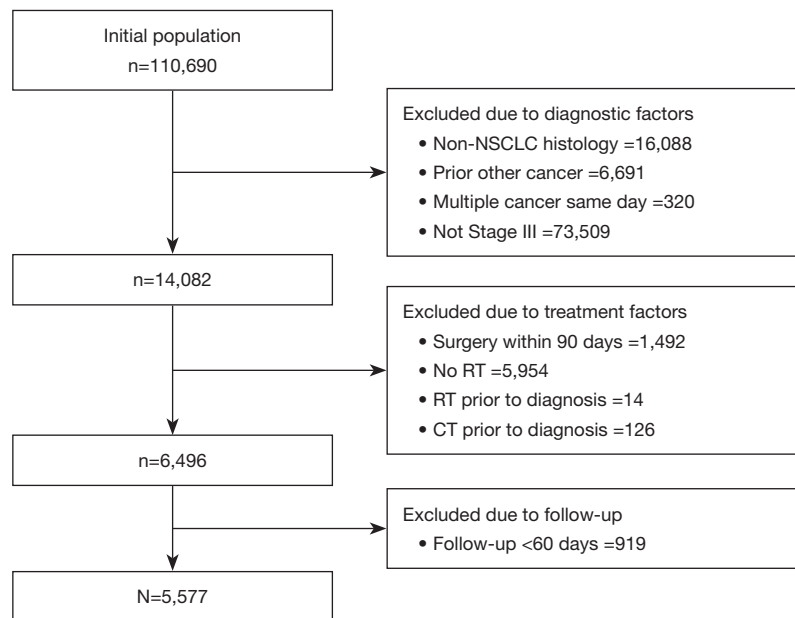 Initial population
n=110,690
Excluded due to diagnostic factors
• Non-NSCLC histology =16,088
• Prior other cancer =6,691
• Multiple cancer same day =320
• Not Stage III =73,509
n=14,082
Excluded due to treatment factors
• Surgery within 90 days =1,492
• No RT =5,954
• RT prior to diagnosis =14
• CT prior to diagnosis =126
n=6,496
Excluded due to follow-up
• Follow-up <60 days =919
N=5,577